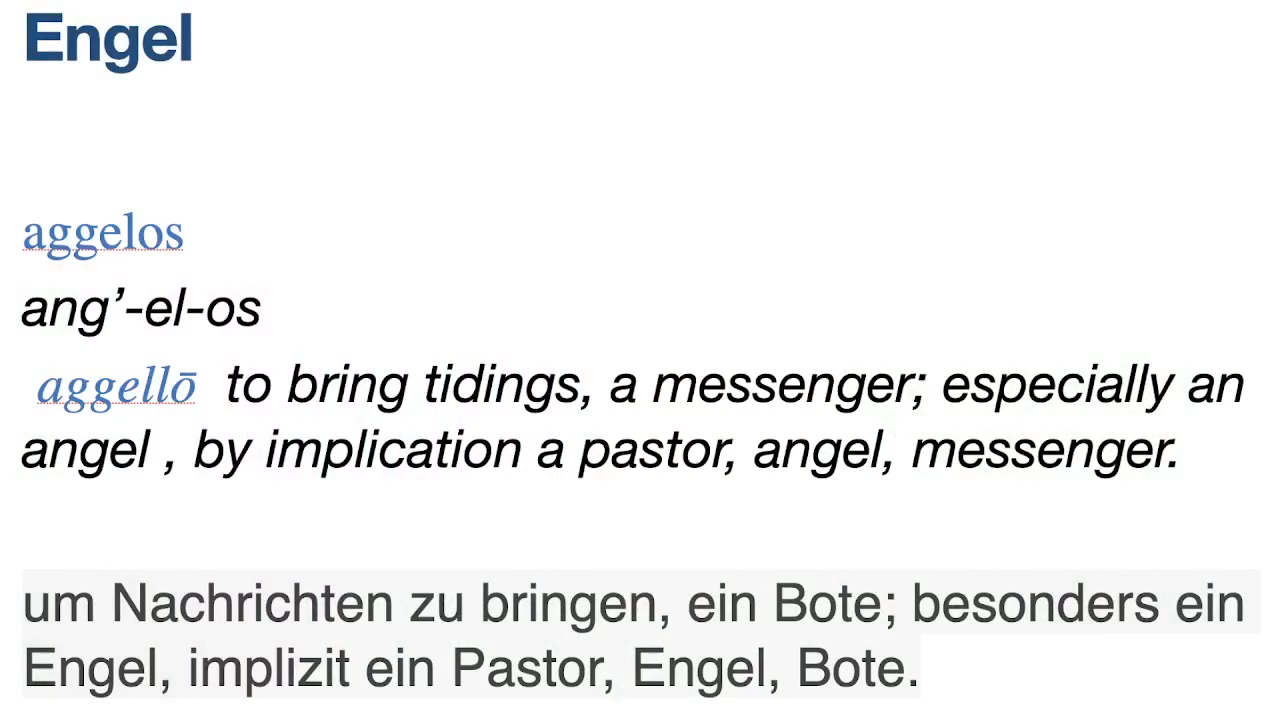 Engel
aggelos
ang’-el-os
aggellō to bring tidings, a messenger; especially an
angel , by implication a pastor, angel, messenger.
um Nachrichten zu bringen, ein Bote; besonders ein
Engel, implizit ein Pastor, Engel, Bote.